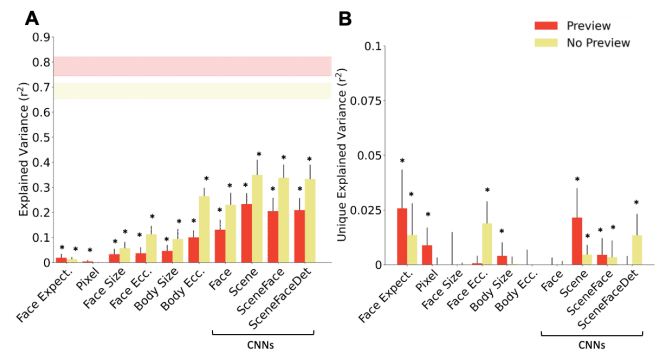 A
Explained Variance (r²)
0.9
0.8
0.7
0.6
0.5
0.4
0.3
0.2
0.1
0
* * * * * * * * * * * * * * * * * * *
Face Expect.
Pixel
Face Size
Face Ecc.
Body Size
Body Ecc.
Face
Scene
SceneFace
SceneFaceDet
CNNs
B
Preview
No Preview
Unique Explained Variance (r²)
0.1
0.075
0.05
0.025
0
* * * * * * * * * *
Face Expect.
Pixel
Face Size
Face Ecc.
Body Size
Body Ecc.
Face
Scene
SceneFace
SceneFaceDet
CNNs